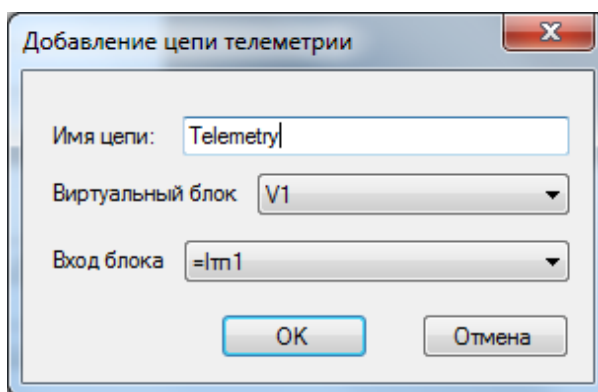 Добавление цепи телеметрии
Имя цепи: Telemetry
Виртуальный блок V1
Вход блока =Iтп1
OK Отмена